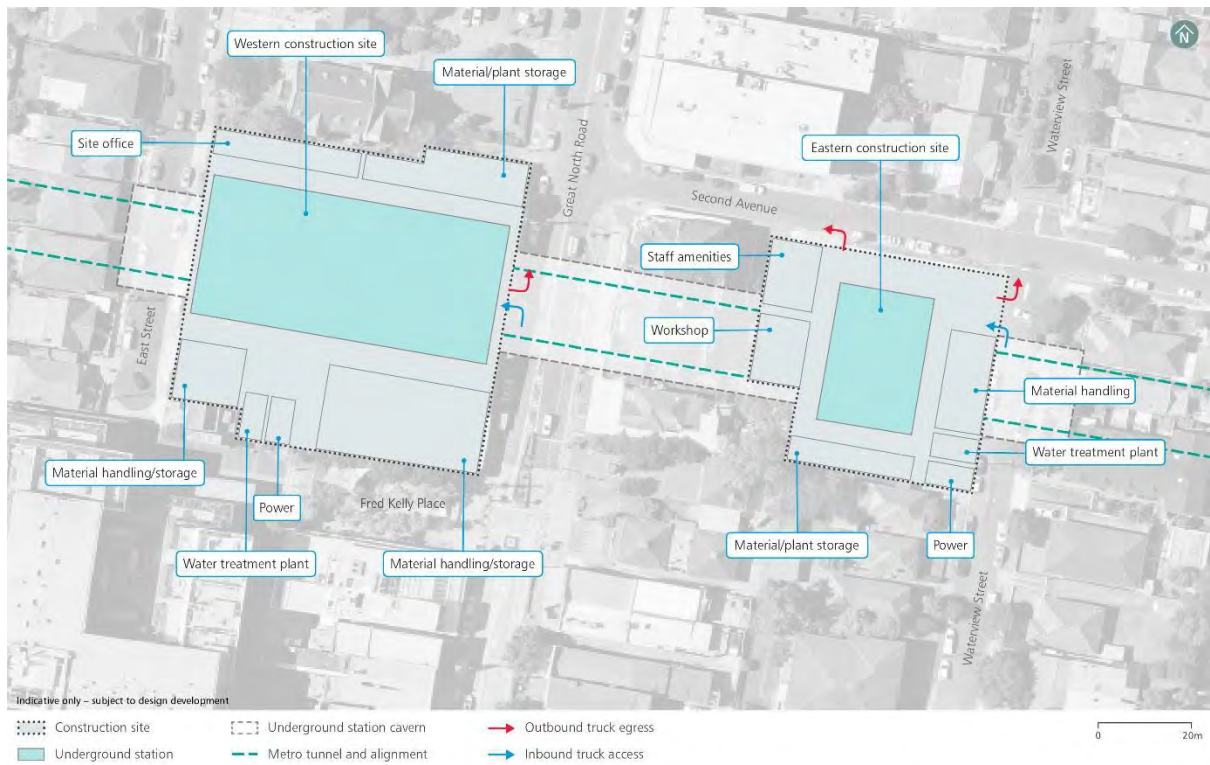 N
Western construction site
Material/plant storage
Waterview Street
Site office
Great North Road
Eastern construction site
Second Avenue
Staff amenities
Workshop
East Street
Material handling
Water treatment plant
Material handling/storage
Power
Fred Kelly Place
Water treatment plant
Material handling/storage
Material/plant storage
Power
Waterview Street
Indicative only – subject to design development
Construction site
Underground station cavern
Outbound truck egress
Underground station
Metro tunnel and alignment
Inbound truck access
0 20m